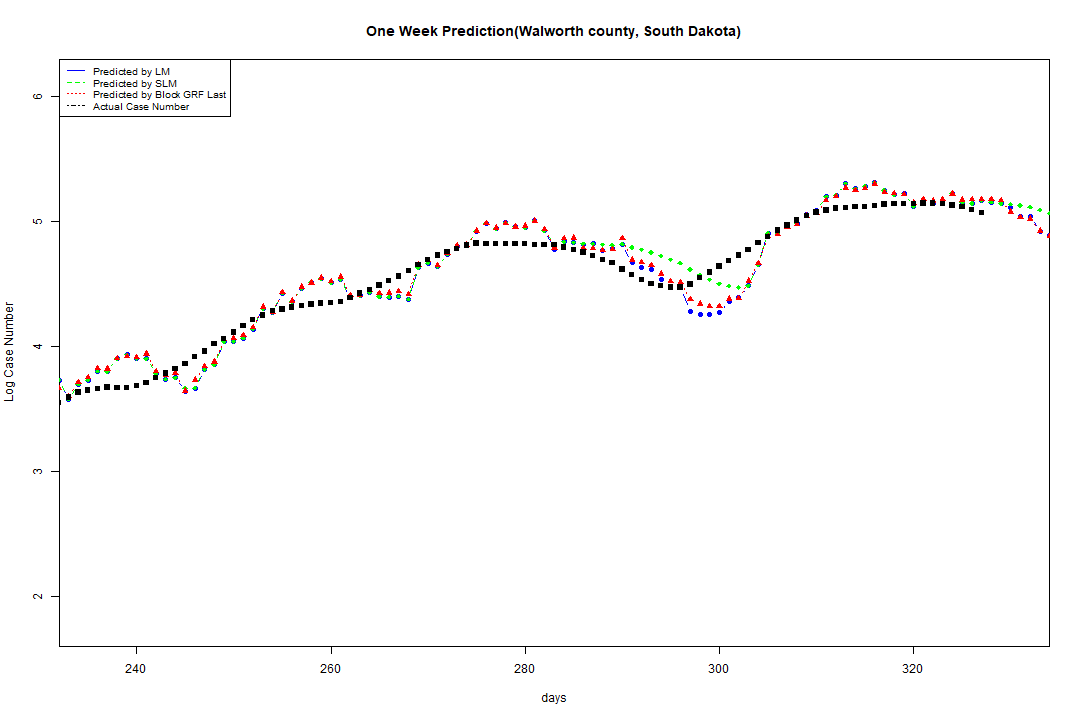 One Week Prediction(Walworth county, South Dakota)
Predicted by LM
Predicted by SLM
Predicted by Block GRF Last
Actual Case Number
6
5
4
3
2
Log Case Number
240 260 280 300 320
days